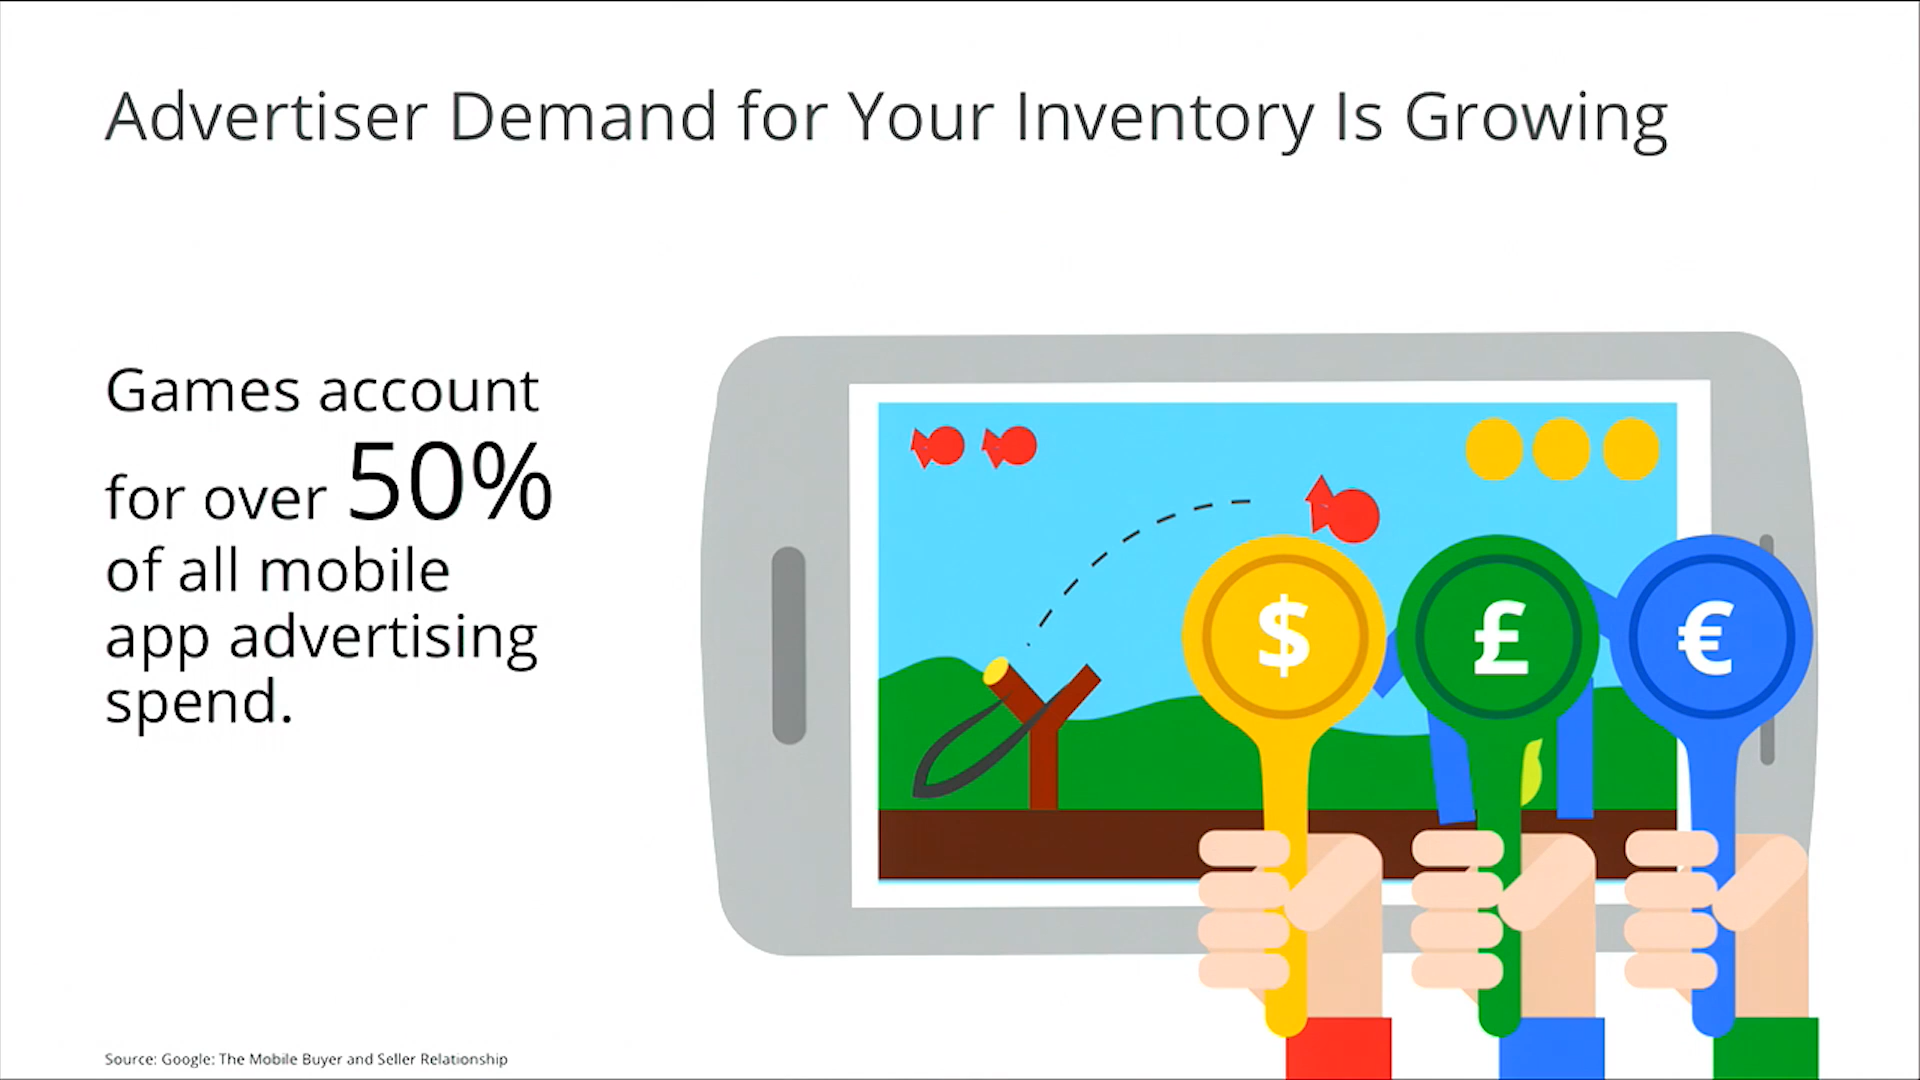 Advertiser Demand for Your Inventory Is Growing
Games account
for over 50%
of all mobile
app advertising
spend.
$ £ €
Source: Google: The Mobile Buyer and Seller Relationship